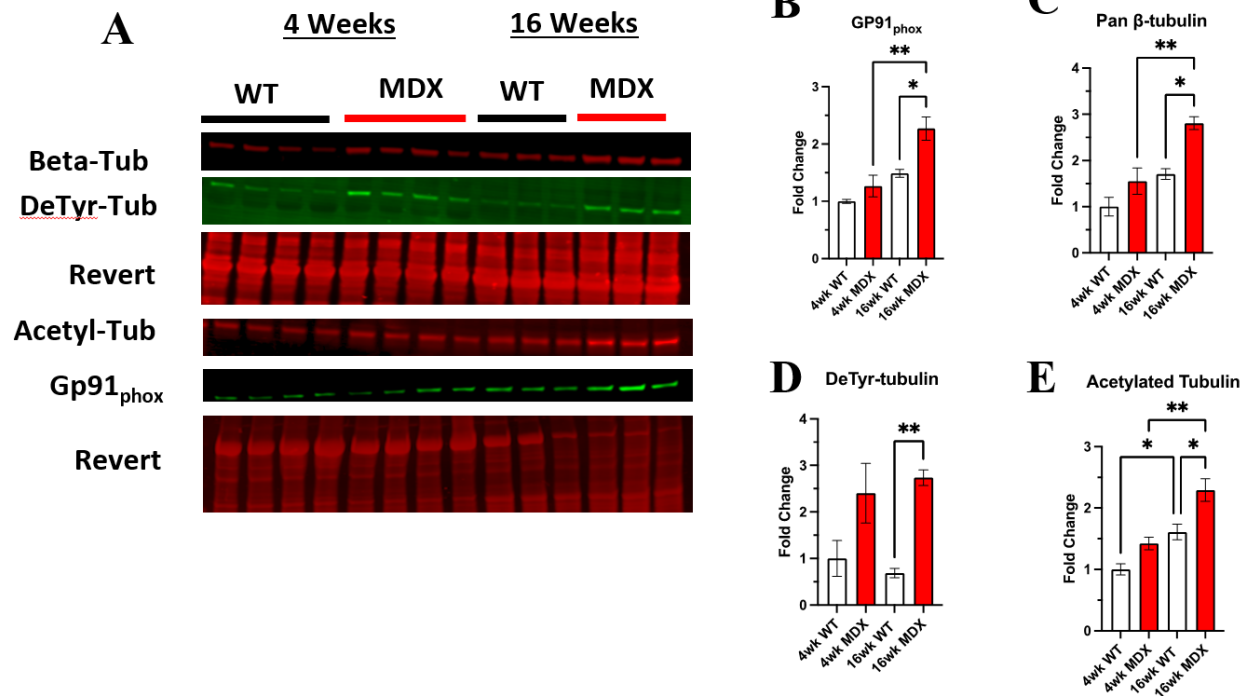 A
4 Weeks
16 Weeks
WT
MDX
WT
MDX
Beta-Tub
DeTyr-Tub
Revert
Acetyl-Tub
Gp91phox
Revert
B
GP91phox
**
*
Fold Change
3
2
1
0
4wk WT
4wk MDX
16wk WT
16wk MDX
C
Pan β-tubulin
**
*
Fold Change
4
3
2
1
0
4wk WT
4wk MDX
16wk WT
16wk MDX
D
DeTyr-tubulin
**
Fold Change
4
3
2
1
0
4wk WT
4wk MDX
16wk WT
16wk MDX
E
Acetylated Tubulin
**
*
*
Fold Change
3
2
1
0
4wk WT
4wk MDX
16wk WT
16wk MDX